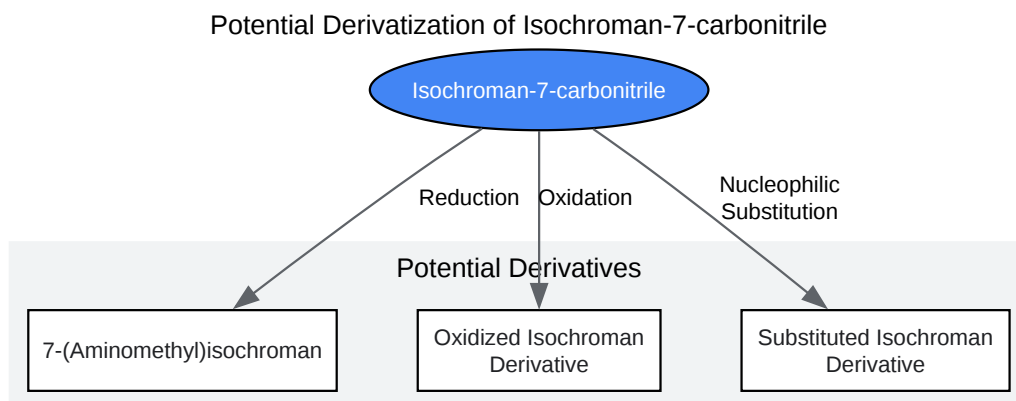 Potential Derivatization of Isochroman-7-carbonitrile
Isochroman-7-carbonitrile
Reduction
Oxidation
Nucleophilic
Substitution
Potential Derivatives
7-(Aminomethyl)isochroman
Oxidized Isochroman
Derivative
Substituted Isochroman
Derivative